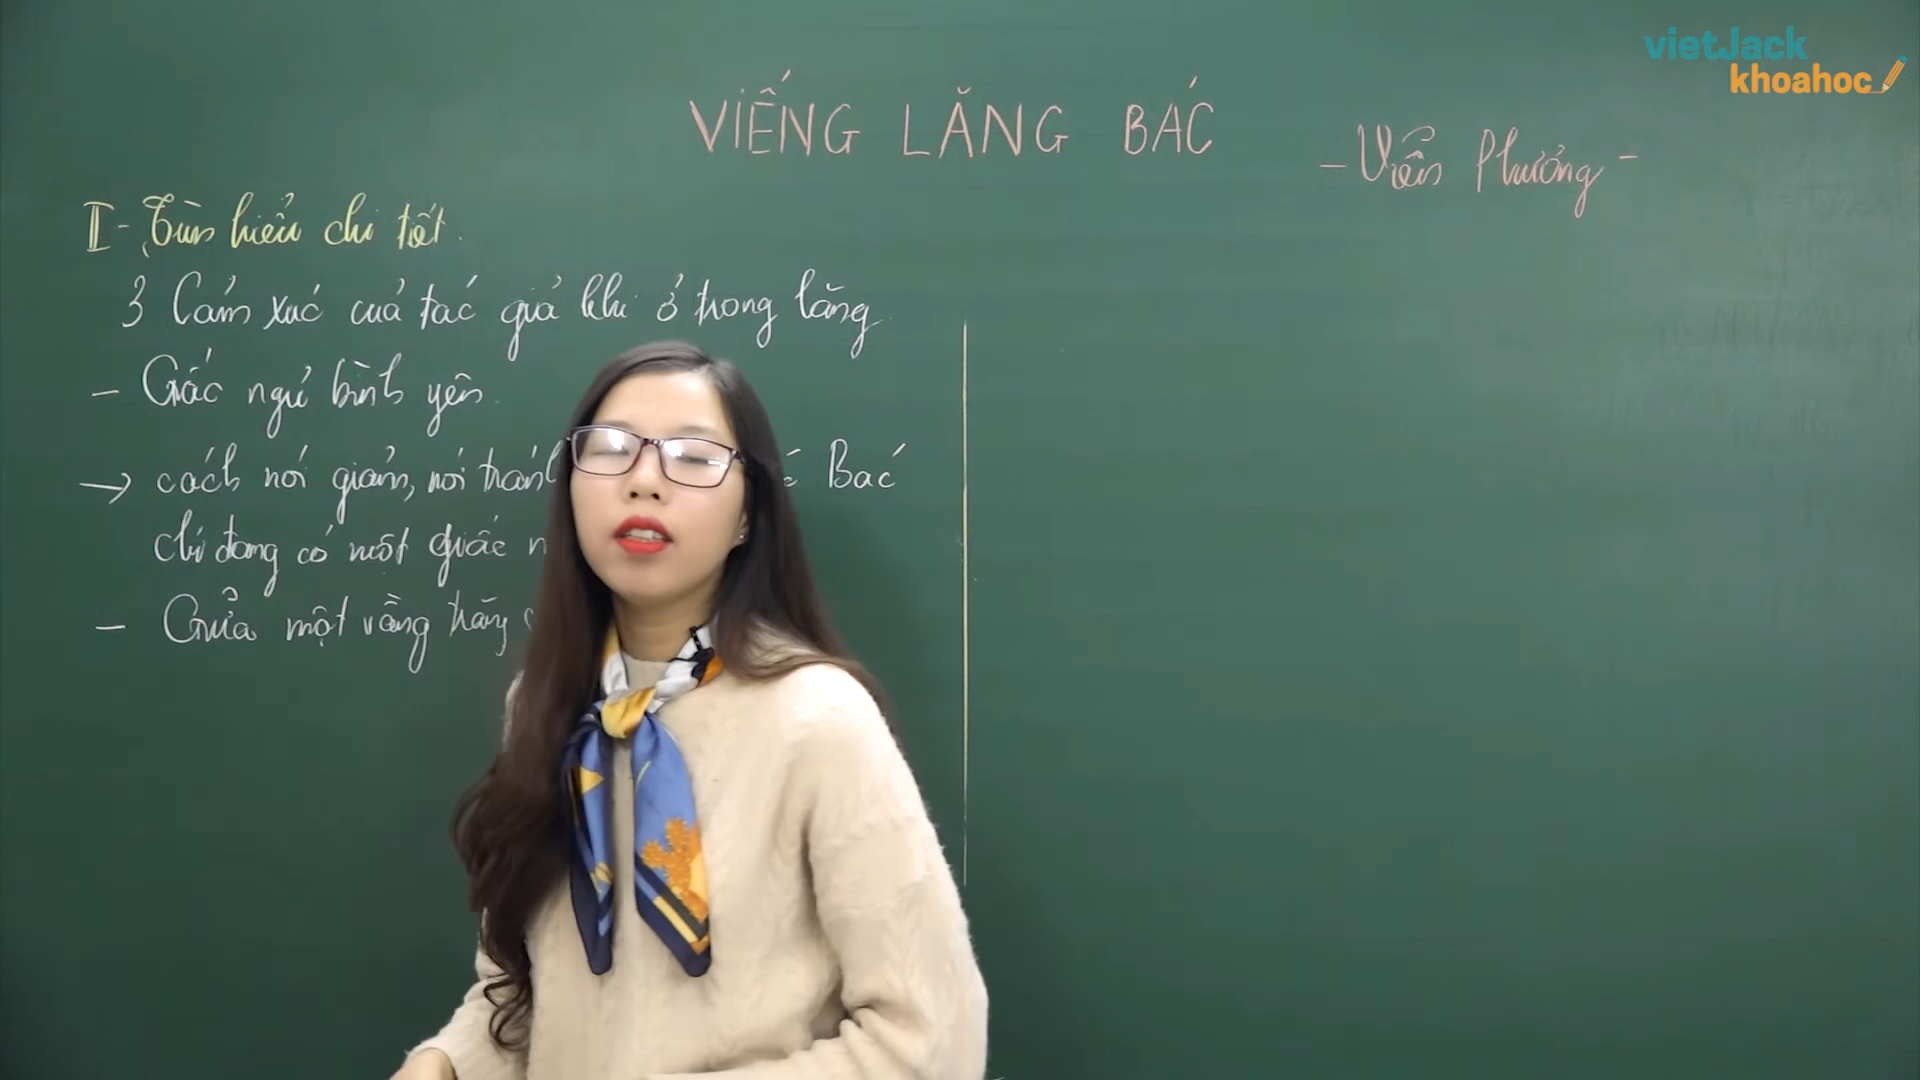 vietJack
khoahoc
VIẾNG LĂNG BÁC
- Viễn Phương -
II - Tìm hiểu chi tiết.
3 Cảm xúc của tác giả khi ở trong lăng
- Giấc ngủ bình yên.
→ cách nói giảm, nói tránh Bác
chỉ đang có một giấc
- Giữa một vầng trăng